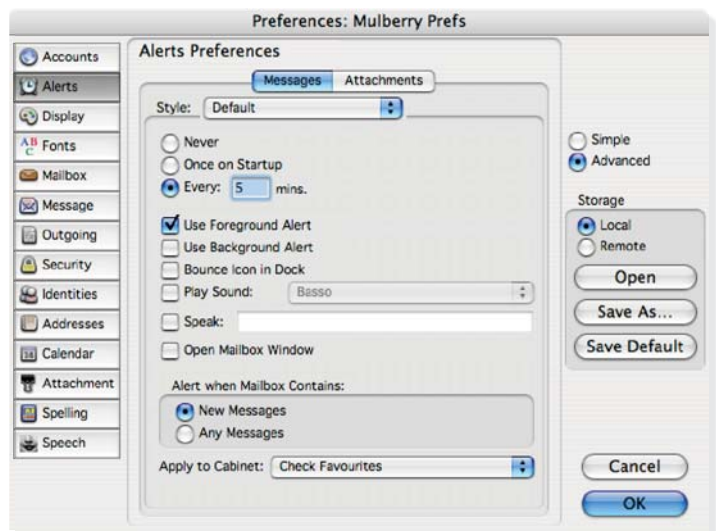 Preferences: Mulberry Prefs
Accounts
Alerts
Display
Fonts
Mailbox
Message
Outgoing
Security
Identities
Addresses
Calendar
Attachment
Spelling
Speech
Alerts Preferences
Messages Attachments
Style: Default
Never
Once on Startup
Every: 5 mins.
Use Foreground Alert
Use Background Alert
Bounce Icon in Dock
Play Sound: Basso
Speak:
Open Mailbox Window
Alert when Mailbox Contains:
New Messages
Any Messages
Apply to Cabinet: Check Favourites
Simple
Advanced
Storage
Local
Remote
Open
Save As...
Save Default
Cancel
OK